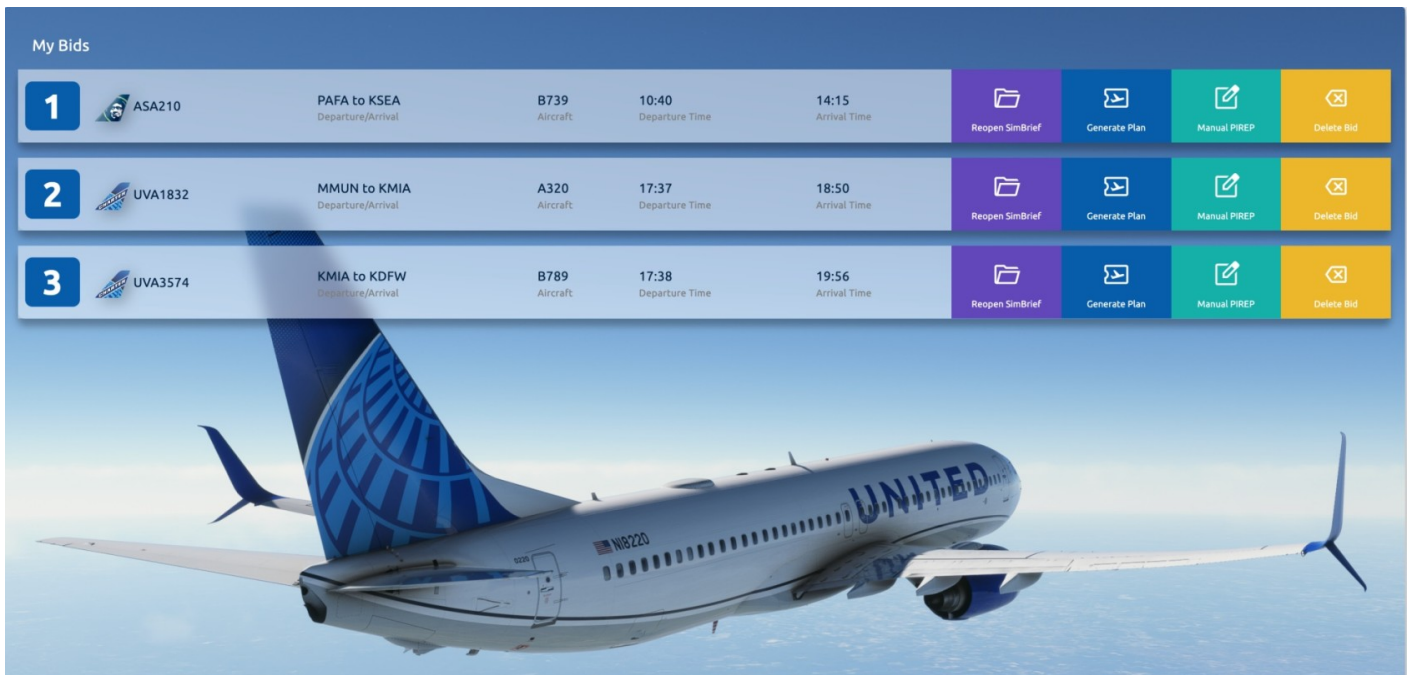 My Bids
1 ASA210 PAFA to KSEA B739 10:40 14:15
Departure/Arrival Aircraft Departure Time Arrival Time
Reopen SimBrief Generate Plan Manual PIREP Delete Bid
2 UVA1832 MMUN to KMIA A320 17:37 18:50
Departure/Arrival Aircraft Departure Time Arrival Time
Reopen SimBrief Generate Plan Manual PIREP Delete Bid
3 UVA3574 KMIA to KDFW B789 17:38 19:56
Departure/Arrival Aircraft Departure Time Arrival Time
Reopen SimBrief Generate Plan Manual PIREP Delete Bid
UNITED
N18220